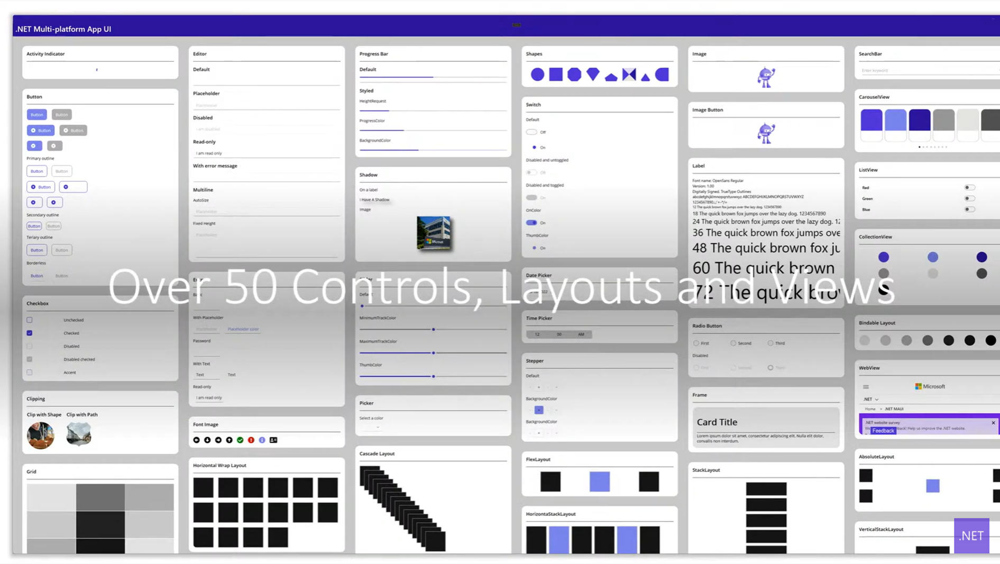 .NET Multi-platform App UI
Activity Indicator
Button
Button Button
Button Button
Primary outline
Button Button
Button
Secondary outline
Button Button
Teriary outline
Button Button
Borderless
Button Button
Checkbox
Unchecked
Checked
Disabled
Disabled checked
Accent
Clipping
Clip with Shape Clip with Path
Grid
Editor
Default
Placeholder
Placeholder
Disabled
I am disabled
Read-only
I am read only
With error message
Multiline
AutoSize
Placeholder
Fixed Height
Placeholder
Over 50 Controls, Layouts and Views
With Placeholder
Placeholder Placeholder color
Password
With Text
Text Text
Read-only
I am read only
Font Image
Horizontal Wrap Layout
Progress Bar
Default
Styled
HeightRequest
ProgressColor
BackgroundColor
Shadow
On a label
I Have A Shadow
Image
Microsoft
Default
MinimumTrackColor
MaximumTrackColor
ThumbColor
Picker
Select a color
Cascade Layout
Shapes
Switch
Default
Off
On
Disabled and untoggled
Off
Disabled and toggled
On
OnColor
On
ThumbColor
On
Date Picker
Time Picker
12 00 AM
Stepper
Default
BackgroundColor
BackgroundColor
FlexLayout
HorizontaStackLayout
Image
Image Button
Label
Font name: OpenSans Regular
Version: 1.00
Digitally Signed. TrueType Outlines
abcdefghijklmnopqrstuvwxyz ABCDEFGHIJKLMNOPQRSTUVWXYZ
12 The quick brown fox jumps over the lazy dog. 1234567890
18 The quick brown fox jumps over the lazy dog. 1234567890
24 The quick brown fox jumps over the lazy dog. 12
36 The quick brown fox jumps ove
48 The quick brown fox ju
60 The quick brown
72 The quick bro
Radio Button
First Second Third
Disabled
First Second Third
Frame
Card Title
Lorem ipsum dolor sit amet, consectetur adipiscing elit. Nulla elit dolor,
convallis non interdum.
StackLayout
SearchBar
Enter keyword
CarouselView
ListView
Red
Green
Blue
CollectionView
Bindable Layout
WebView
Microsoft
.NET
Home > .NET MAUI
.NET website survey
Help us improve the .NET website.
Feedback
AbsoluteLayout
VerticalStackLayout
.NET